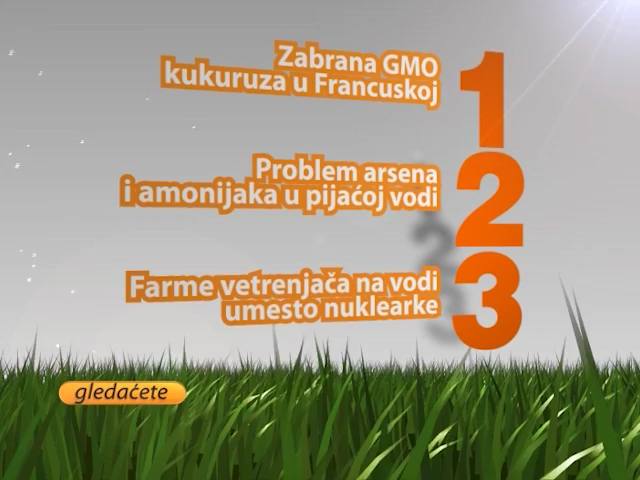 Zabrana GMO
kukuruza u Francuskoj
1
Problem arsena
i amonijaka u pijaćoj vodi
2
Farme vetrenjača na vodi
umesto nuklearke
3
gledaćete